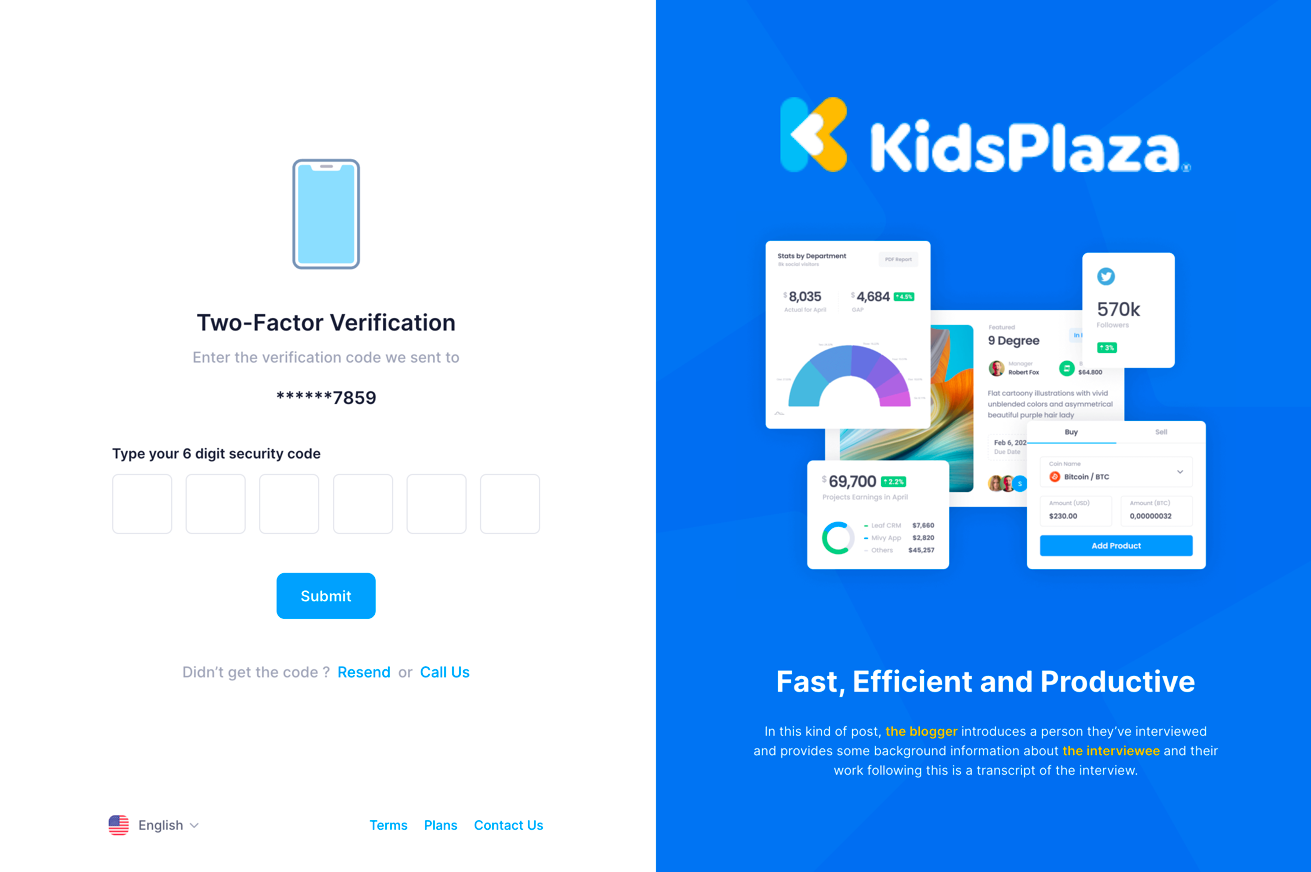 Two-Factor Verification
Enter the verification code we sent to
******7859
Type your 6 digit security code
Submit
Didn't get the code ? Resend or Call Us
English
Terms Plans Contact Us
KidsPlaza
Stats by Department
8k social visitors
PDF Report
$ 8,035
Actual for April
$ 4,684 4.5%
GAP
570k
Followers
3%
Featured
9 Degree
Manager
Robert Fox
$64.800
Flat cartoony illustrations with vivid
unblended colors and asymmetrical
beautiful purple hair lady
Feb 6, 202
Due Date
S
$ 69,700 2.2%
Projects Earnings in April
Leaf CRM $7,660
Mivy App $2,820
Others $45,257
Buy Sell
Coin Name
Bitcoin / BTC
Amount (USD)
$230.00
Amount (BTC)
0,00000032
Add Product
Fast, Efficient and Productive
In this kind of post, the blogger introduces a person they've interviewed
and provides some background information about the interviewee and their
work following this is a transcript of the interview.